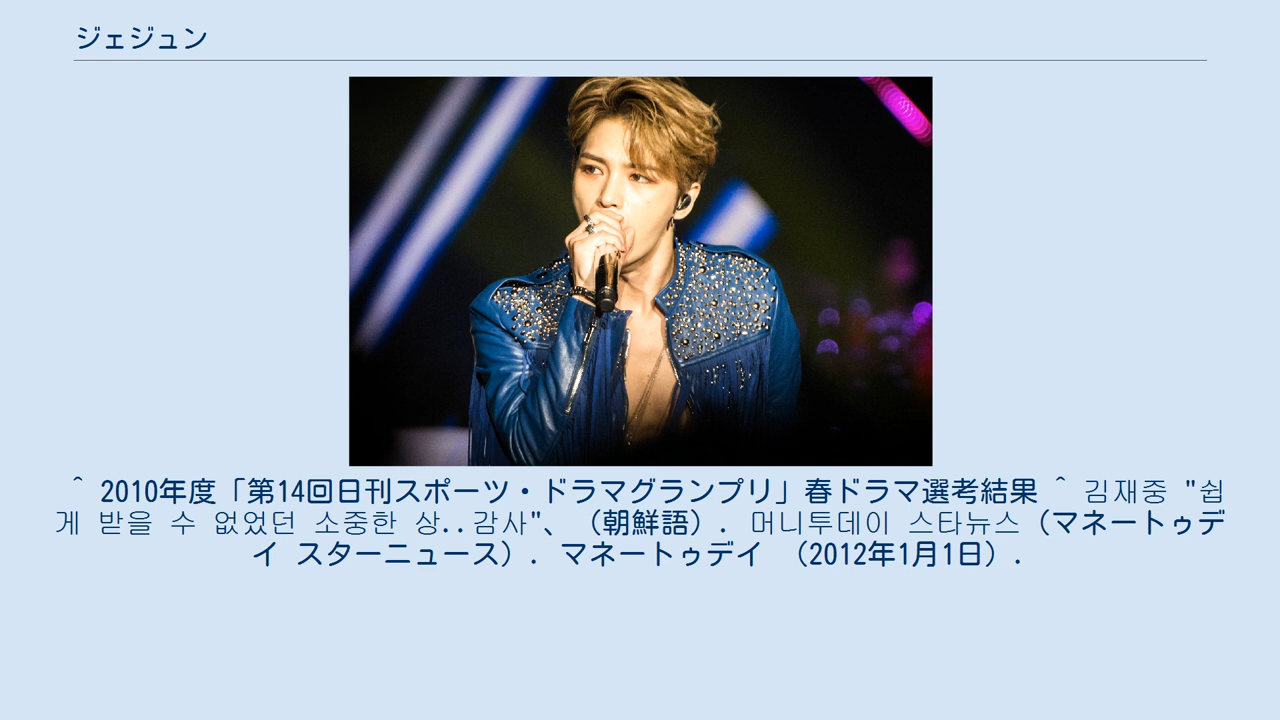 ジェジュン
^ 2010年度「第14回日刊スポーツ・ドラマグランプリ」春ドラマ選考結果 ^ 김재중 "쉽
게 받을 수 없었던 소중한 상..감사"、（朝鮮語）. 머니투데이 스타뉴스（マネートゥデ
イ スターニュース）. マネートゥデイ （2012年1月1日）.